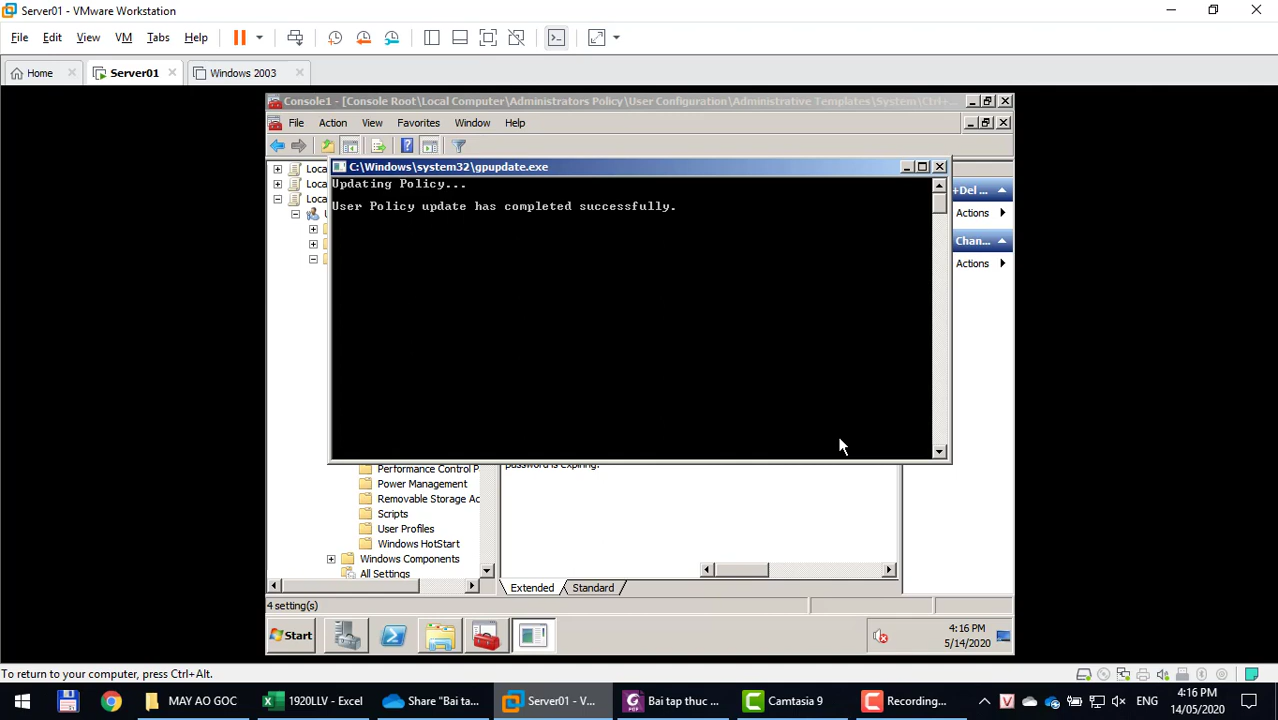 Server01 - VMware Workstation
File Edit View VM Tabs Help
Home Server01 Windows 2003
Console1 - [Console Root\Local Computer\Administrators Policy\User Configuration\Administrative Templates\System\Ctrl+...
File Action View Favorites Window Help
C:\Windows\system32\gpupdate.exe
Updating Policy...
User Policy update has completed successfully.
Loca
Loca
Loca
U
+Del ...
Actions
Chan...
Actions
password is expiring.
Performance Control P
Power Management
Removable Storage Ac
Scripts
User Profiles
Windows HotStart
Windows Components
All Settings
Extended Standard
4 setting(s)
Start
4:16 PM
5/14/2020
To return to your computer, press Ctrl+Alt.
MAY AO GOC
1920LLV - Excel
Share "Bai ta...
Server01 - V...
Bai tap thuc ...
Camtasia 9
Recording...
ENG
4:16 PM
14/05/2020